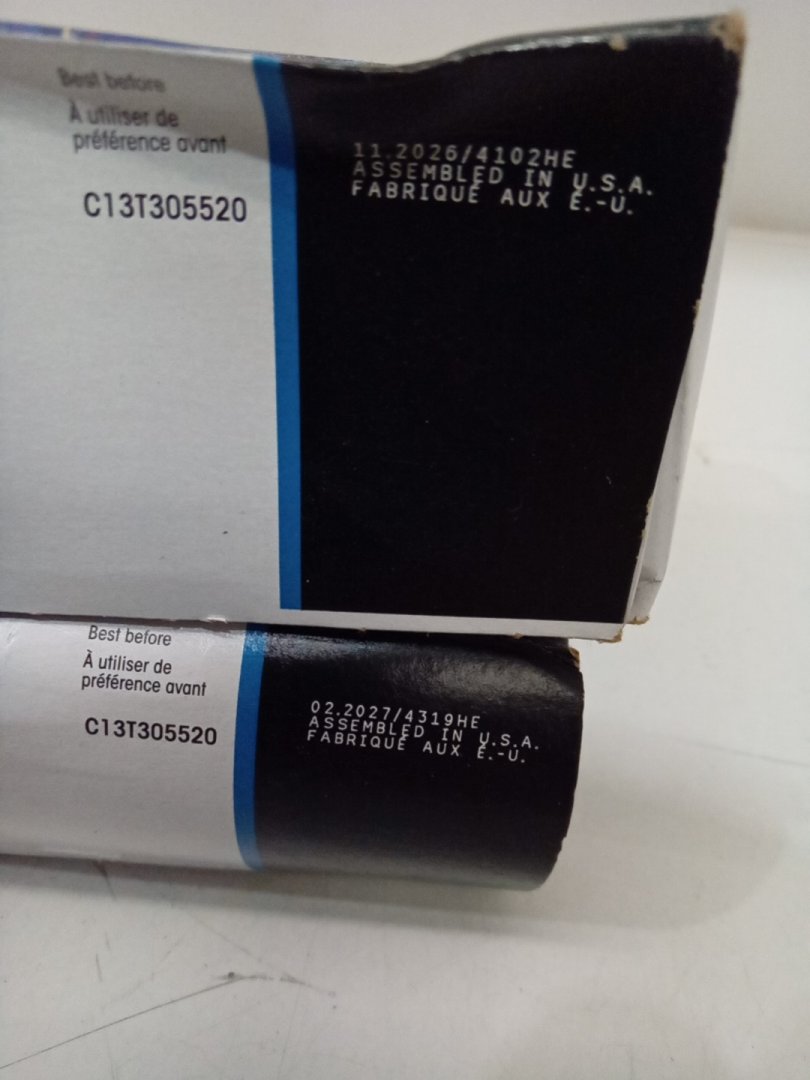 Best before
À utiliser de
préférence avant
C13T305520
11.2026/4102HE
ASSEMBLED IN U.S.A.
FABRIQUÉ AUX É.-U.
Best before
À utiliser de
préférence avant
C13T305520
02.2027/4319HE
ASSEMBLED IN U.S.A.
FABRIQUÉ AUX É.-U.